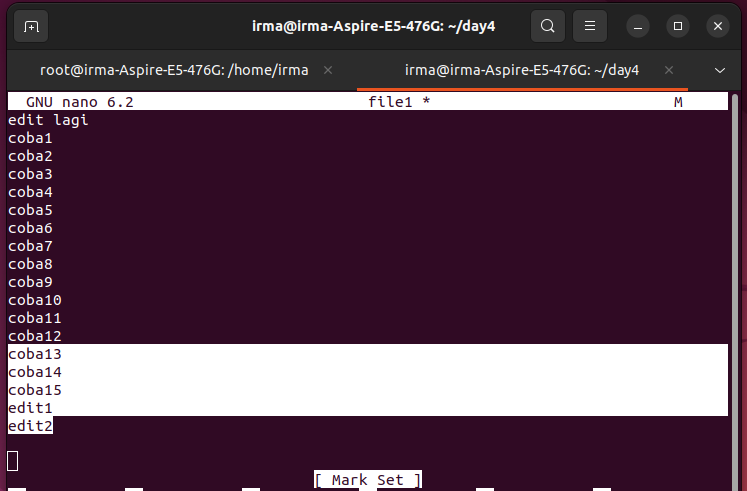 irma@irma-Aspire-E5-476G: ~/day4
root@irma-Aspire-E5-476G: /home/irma
irma@irma-Aspire-E5-476G: ~/day4
GNU nano 6.2 file1 * M
edit lagi
coba1
coba2
coba3
coba4
coba5
coba6
coba7
coba8
coba9
coba10
coba11
coba12
coba13
coba14
coba15
edit1
edit2
[ Mark Set ]